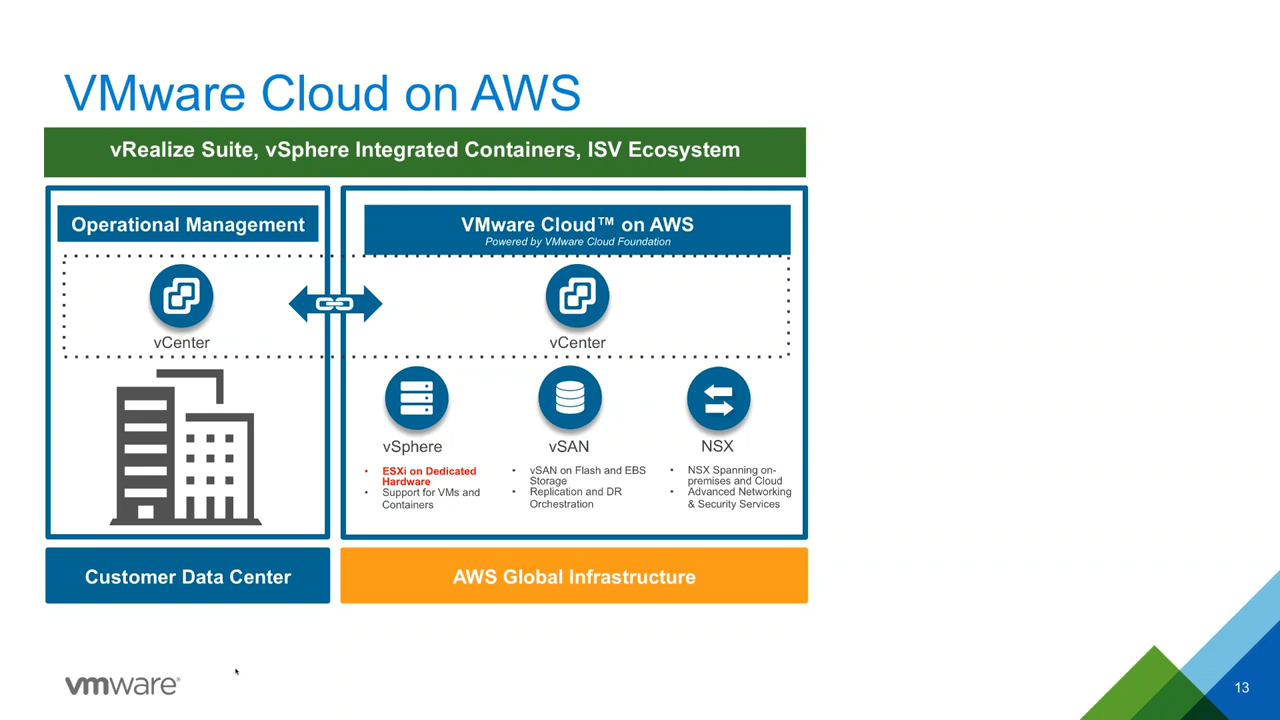 VMware Cloud on AWS
vRealize Suite, vSphere Integrated Containers, ISV Ecosystem
Operational Management
vCenter
Customer Data Center
VMware Cloud™ on AWS
Powered by VMware Cloud Foundation
vCenter
vSphere
• ESXi on Dedicated
Hardware
• Support for VMs and
Containers
vSAN
• vSAN on Flash and EBS
Storage
• Replication and DR
Orchestration
NSX
• NSX Spanning on-
premises and Cloud
• Advanced Networking
& Security Services
AWS Global Infrastructure
vmware®
13